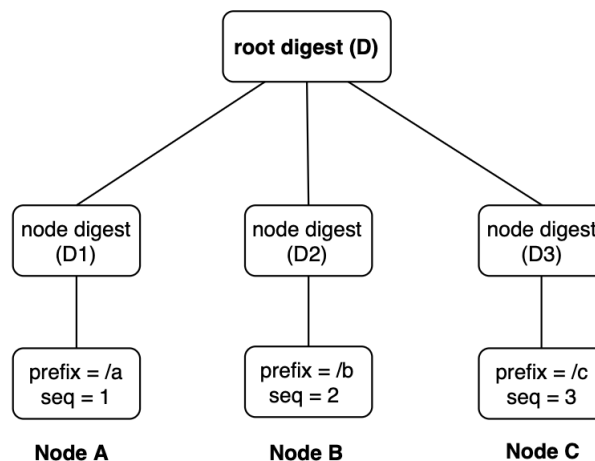 root digest (D)
node digest
(D1)
node digest
(D2)
node digest
(D3)
prefix = /a
seq = 1
prefix = /b
seq = 2
prefix = /c
seq = 3
Node A
Node B
Node C